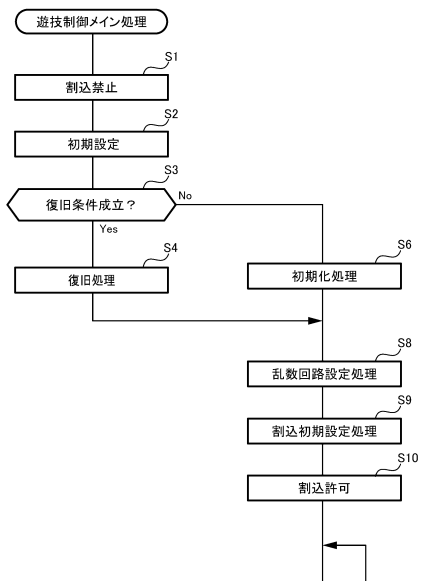 遊技制御メイン処理
S1
割込禁止
S2
初期設定
S3
復旧条件成立？
No
Yes
S4
復旧処理
S6
初期化処理
S8
乱数回路設定処理
S9
割込初期設定処理
S10
割込許可